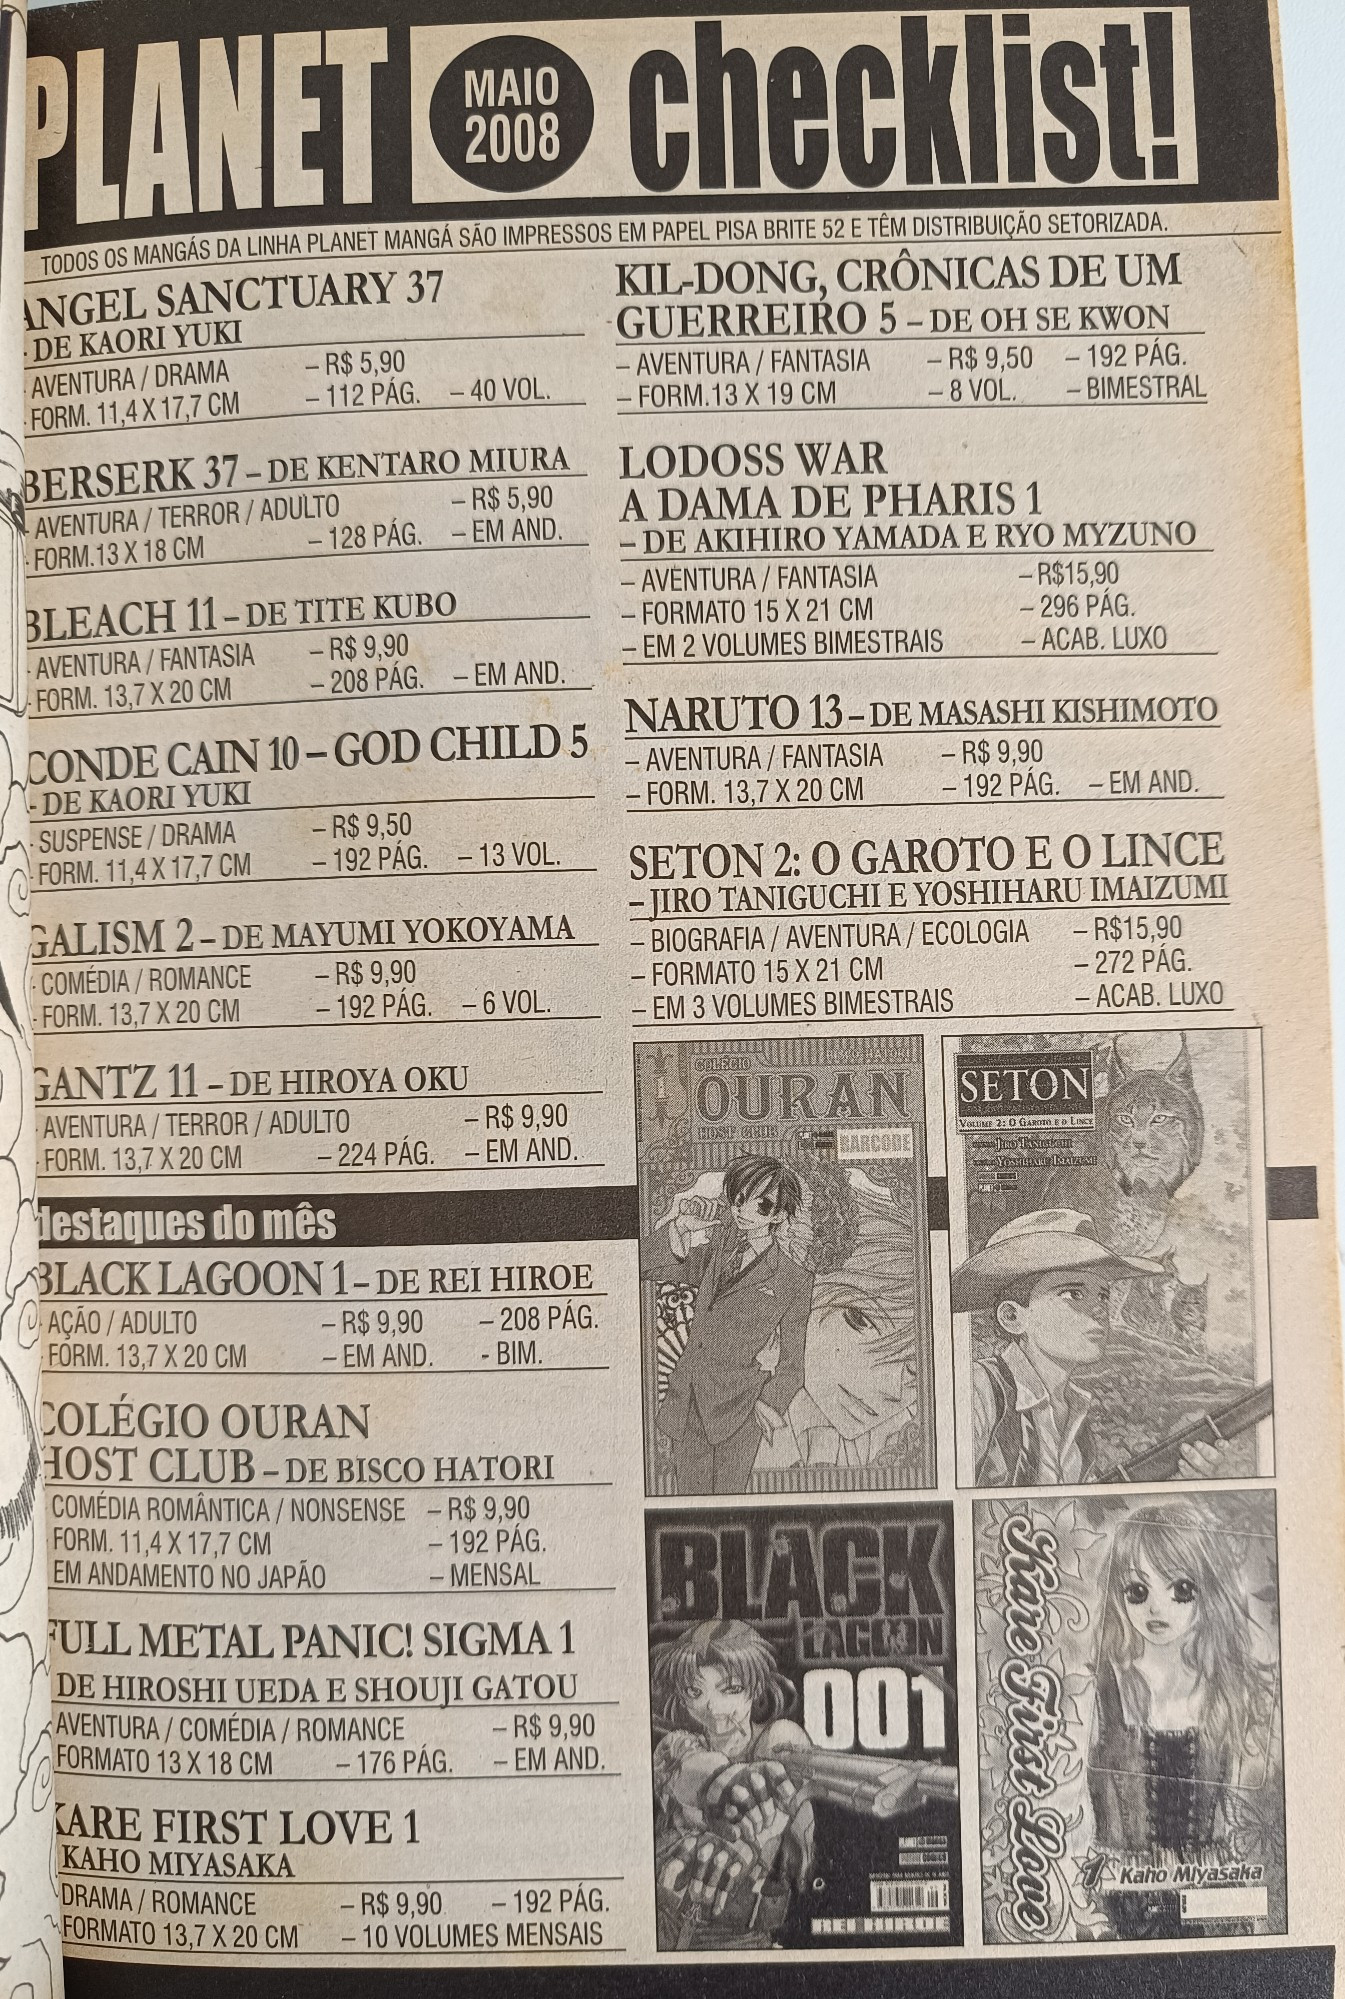 PLANET MAIO 2008 checklist!
TODOS OS MANGÁS DA LINHA PLANET MANGÁ SÃO IMPRESSOS EM PAPEL PISA BRITE 52 E TÊM DISTRIBUIÇÃO SETORIZADA.
ANGEL SANCTUARY 37
- DE KAORI YUKI
- AVENTURA / DRAMA – R$ 5,90
- FORM. 11,4 X 17,7 CM – 112 PÁG. – 40 VOL.
BERSERK 37 – DE KENTARO MIURA
- AVENTURA / TERROR / ADULTO – R$ 5,90
- FORM.13 X 18 CM – 128 PÁG. – EM AND.
BLEACH 11 – DE TITE KUBO
- AVENTURA / FANTASIA – R$ 9,90
- FORM. 13,7 X 20 CM – 208 PÁG. – EM AND.
CONDE CAIN 10 – GOD CHILD 5
- DE KAORI YUKI
- SUSPENSE / DRAMA – R$ 9,50
- FORM. 11,4 X 17,7 CM – 192 PÁG. – 13 VOL.
GALISM 2 – DE MAYUMI YOKOYAMA
- COMÉDIA / ROMANCE – R$ 9,90
- FORM. 13,7 X 20 CM – 192 PÁG. – 6 VOL.
GANTZ 11 – DE HIROYA OKU
AVENTURA / TERROR / ADULTO – R$ 9,90
- FORM. 13,7 X 20 CM – 224 PÁG. – EM AND.
destaques do mês
BLACK LAGOON 1 – DE REI HIROE
- AÇÃO / ADULTO – R$ 9,90 – 208 PÁG.
FORM. 13,7 X 20 CM – EM AND. - BIM.
COLÉGIO OURAN
HOST CLUB – DE BISCO HATORI
COMÉDIA ROMÂNTICA / NONSENSE – R$ 9,90
FORM. 11,4 X 17,7 CM – 192 PÁG.
EM ANDAMENTO NO JAPÃO – MENSAL
FULL METAL PANIC! SIGMA 1
DE HIROSHI UEDA E SHOUJI GATOU
AVENTURA / COMÉDIA / ROMANCE – R$ 9,90
FORMATO 13 X 18 CM – 176 PÁG. – EM AND.
KARE FIRST LOVE 1
KAHO MIYASAKA
DRAMA / ROMANCE – R$ 9,90 – 192 PÁG.
FORMATO 13,7 X 20 CM – 10 VOLUMES MENSAIS
KIL-DONG, CRÔNICAS DE UM
GUERREIRO 5 – DE OH SE KWON
– AVENTURA / FANTASIA – R$ 9,50 – 192 PÁG.
– FORM.13 X 19 CM – 8 VOL. – BIMESTRAL
LODOSS WAR
A DAMA DE PHARIS 1
– DE AKIHIRO YAMADA E RYO MYZUNO
– AVENTURA / FANTASIA – R$15,90
– FORMATO 15 X 21 CM – 296 PÁG.
– EM 2 VOLUMES BIMESTRAIS – ACAB. LUXO
NARUTO 13 – DE MASASHI KISHIMOTO
– AVENTURA / FANTASIA – R$ 9,90
– FORM. 13,7 X 20 CM – 192 PÁG. – EM AND.
SETON 2: O GAROTO E O LINCE
– JIRO TANIGUCHI E YOSHIHARU IMAIZUMI
– BIOGRAFIA / AVENTURA / ECOLOGIA – R$15,90
– FORMATO 15 X 21 CM – 272 PÁG.
– EM 3 VOLUMES BIMESTRAIS – ACAB. LUXO
COLÉGIO
OURAN
HOST CLUB
BARCODE
1
SETON
VOLUME 2: O GAROTO E O LINCE
JIRO TANIGUCHI
YOSHIHARU IMAIZUMI
BLACK
LAGOON
001
REI HIROE
Kare First Love
1 Kaho Miyasaka